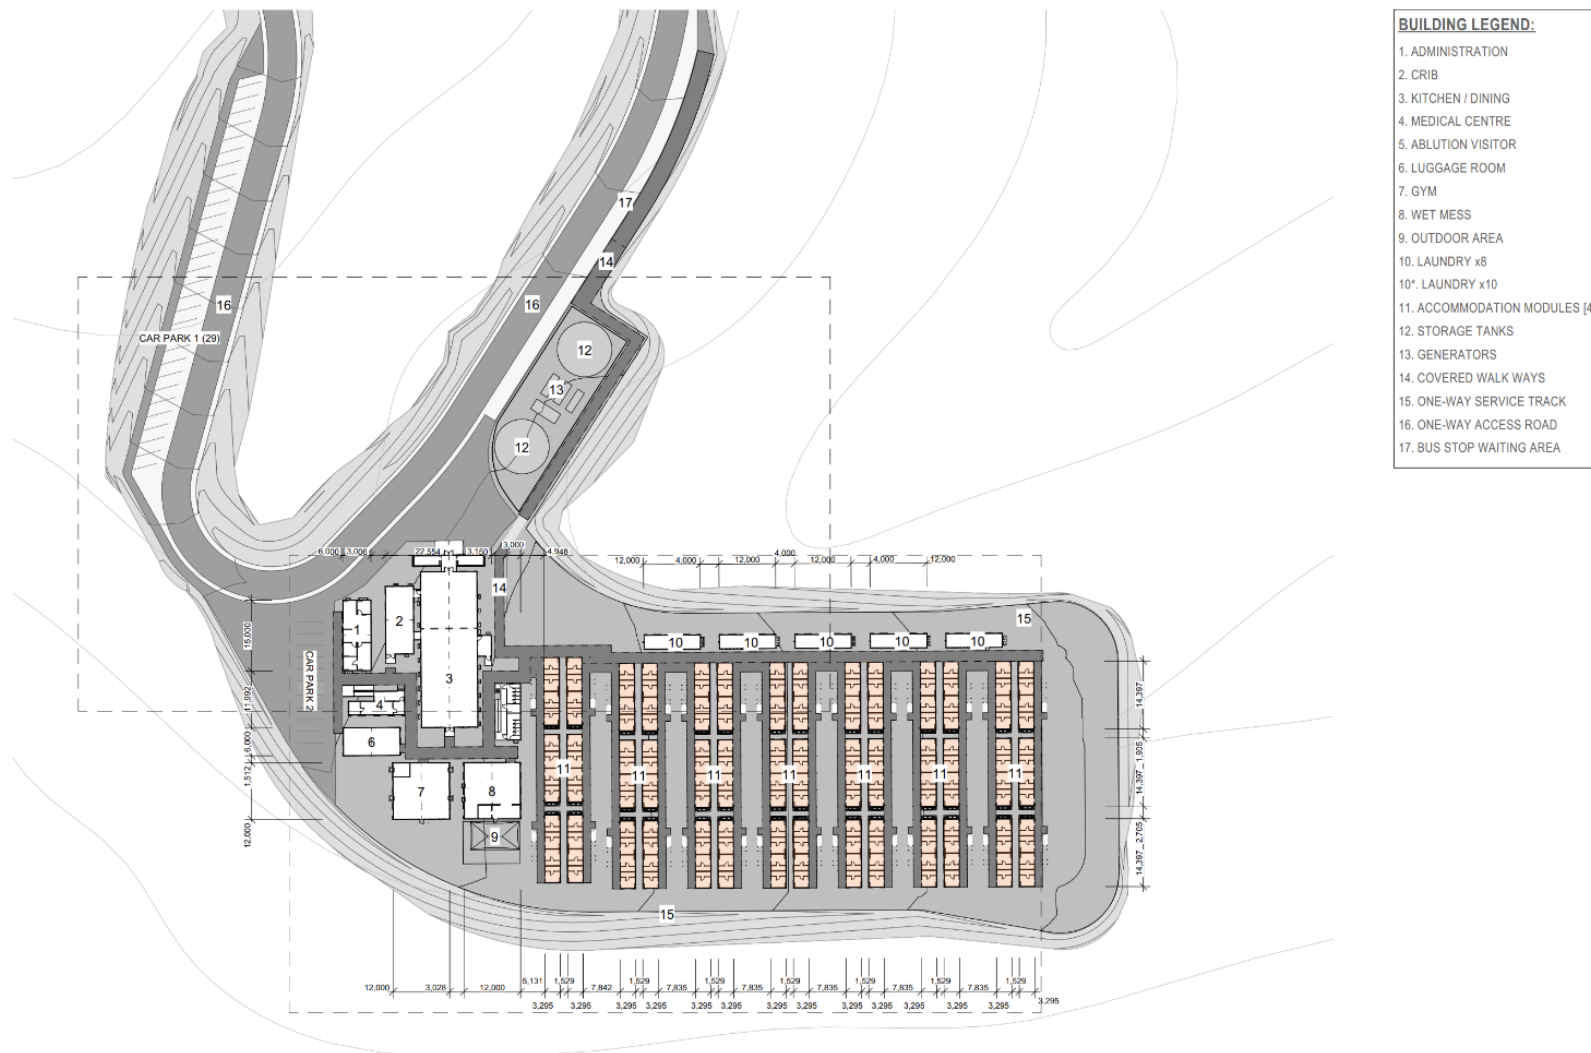 BUILDING LEGEND:
1. ADMINISTRATION
2. CRIB
3. KITCHEN / DINING
4. MEDICAL CENTRE
5. ABLUTION VISITOR
6. LUGGAGE ROOM
7. GYM
8. WET MESS
9. OUTDOOR AREA
10. LAUNDRY x8
10*. LAUNDRY x10
11. ACCOMMODATION MODULES [4
12. STORAGE TANKS
13. GENERATORS
14. COVERED WALK WAYS
15. ONE-WAY SERVICE TRACK
16. ONE-WAY ACCESS ROAD
17. BUS STOP WAITING AREA
17
14
16
16
CAR PARK 1 (29)
12
13
12
6,000 3,006 22,554 3,150 3,000 4,948
12,000 4,000 12,000 4,000 12,000 4,000 12,000
14
15
1
2
3
10 10 10 10 10
15,000
CAR PARK 2
4
6
11,992
6,000
1,512
12,000
7
8
9
11 11 11 11 11 11 11
14,397
14,397_ 1,905
14,397_ 2,705
15
12,000 3,028 12,000 5,131 1,529 7,842 1,529 7,835 1,529 7,835 1,529 7,835 1,529 7,835 1,529 7,835 1,529
3,295 3,295 3,295 3,295 3,295 3,295 3,295 3,295 3,295 3,295 3,295 3,295 3,295 3,295